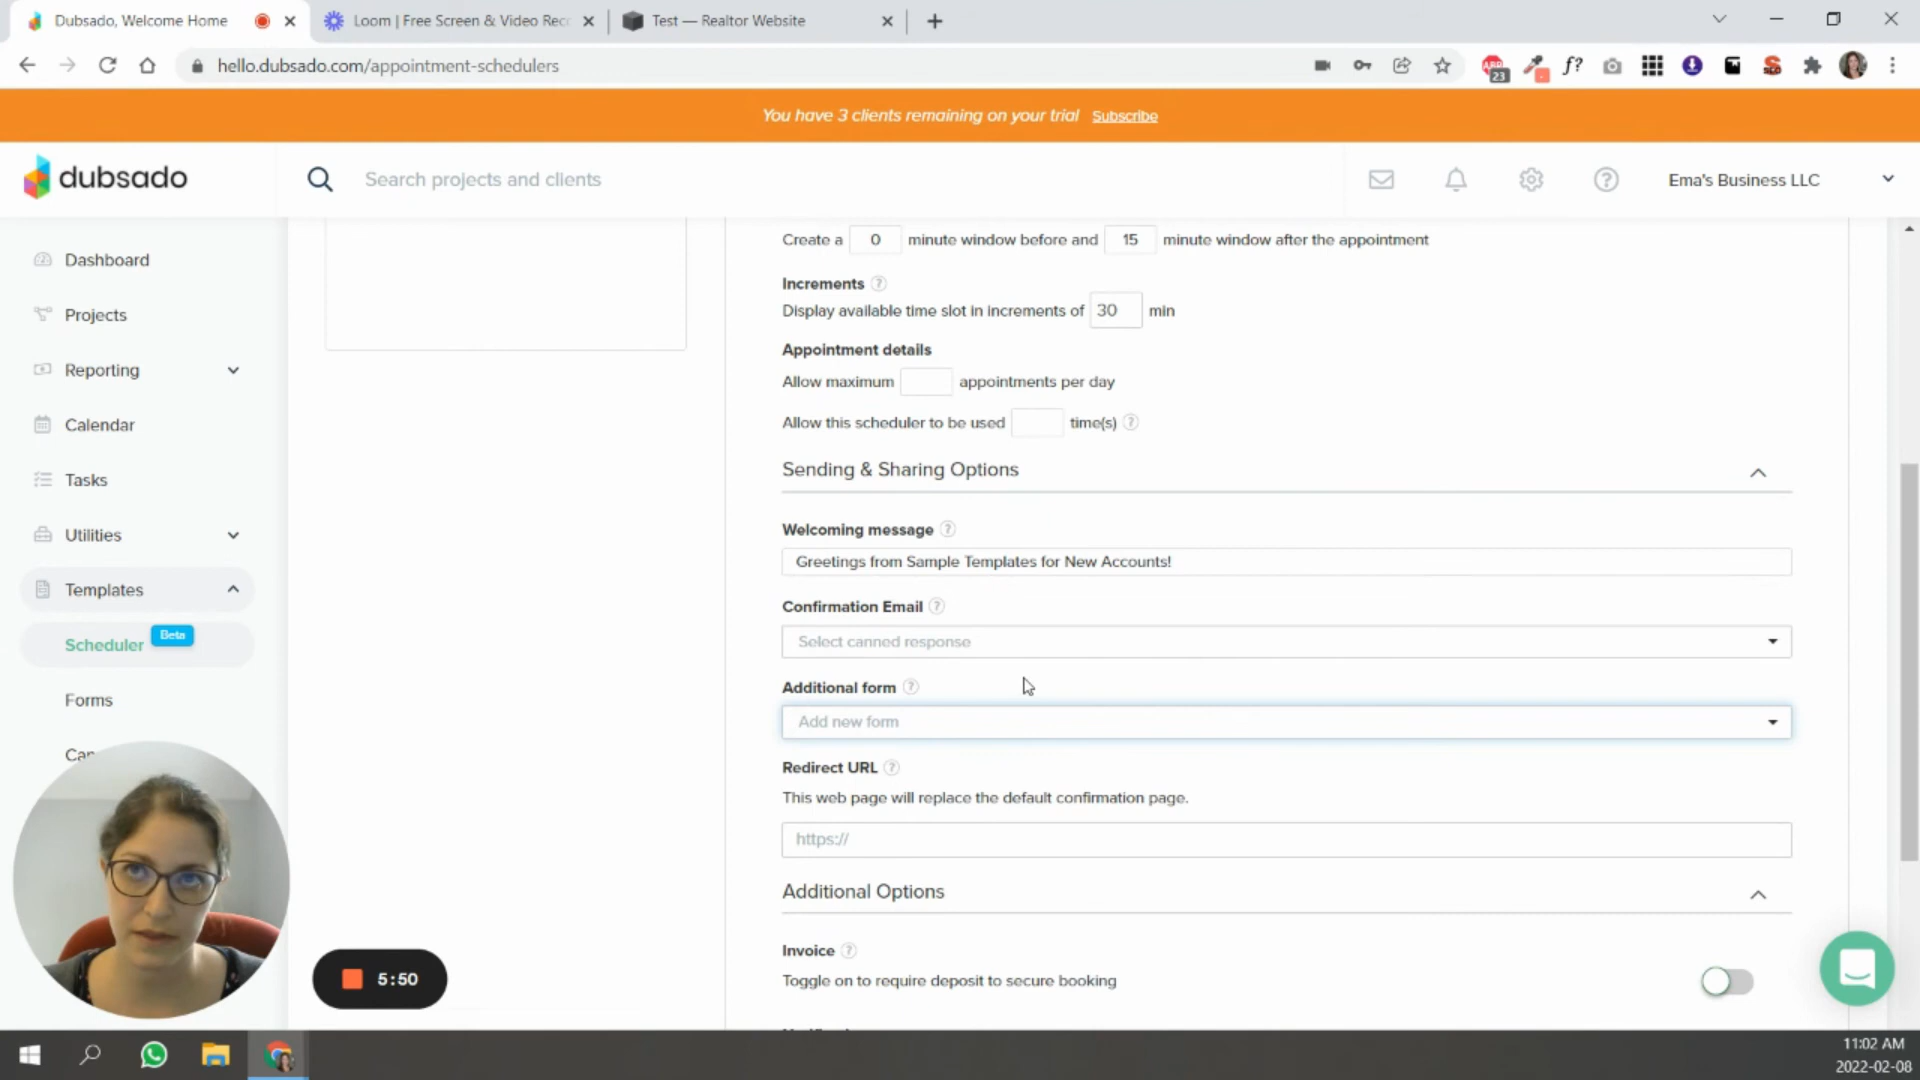 Dubsado, Welcome Home
Loom | Free Screen & Video Rec
Test — Realtor Website
hello.dubsado.com/appointment-schedulers
23
f?
You have 3 clients remaining on your trial Subscribe
dubsado
Search projects and clients
Ema's Business LLC
Dashboard
Projects
Reporting
Calendar
Tasks
Utilities
Templates
Scheduler Beta
Forms
Create a 0 minute window before and 15 minute window after the appointment
Increments ?
Display available time slot in increments of 30 min
Appointment details
Allow maximum appointments per day
Allow this scheduler to be used time(s) ?
Sending & Sharing Options
Welcoming message ?
Greetings from Sample Templates for New Accounts!
Confirmation Email ?
Select canned response
Additional form ?
Add new form
Redirect URL ?
This web page will replace the default confirmation page.
https://
Additional Options
Invoice ?
Toggle on to require deposit to secure booking
5:50
11:02 AM
2022-02-08